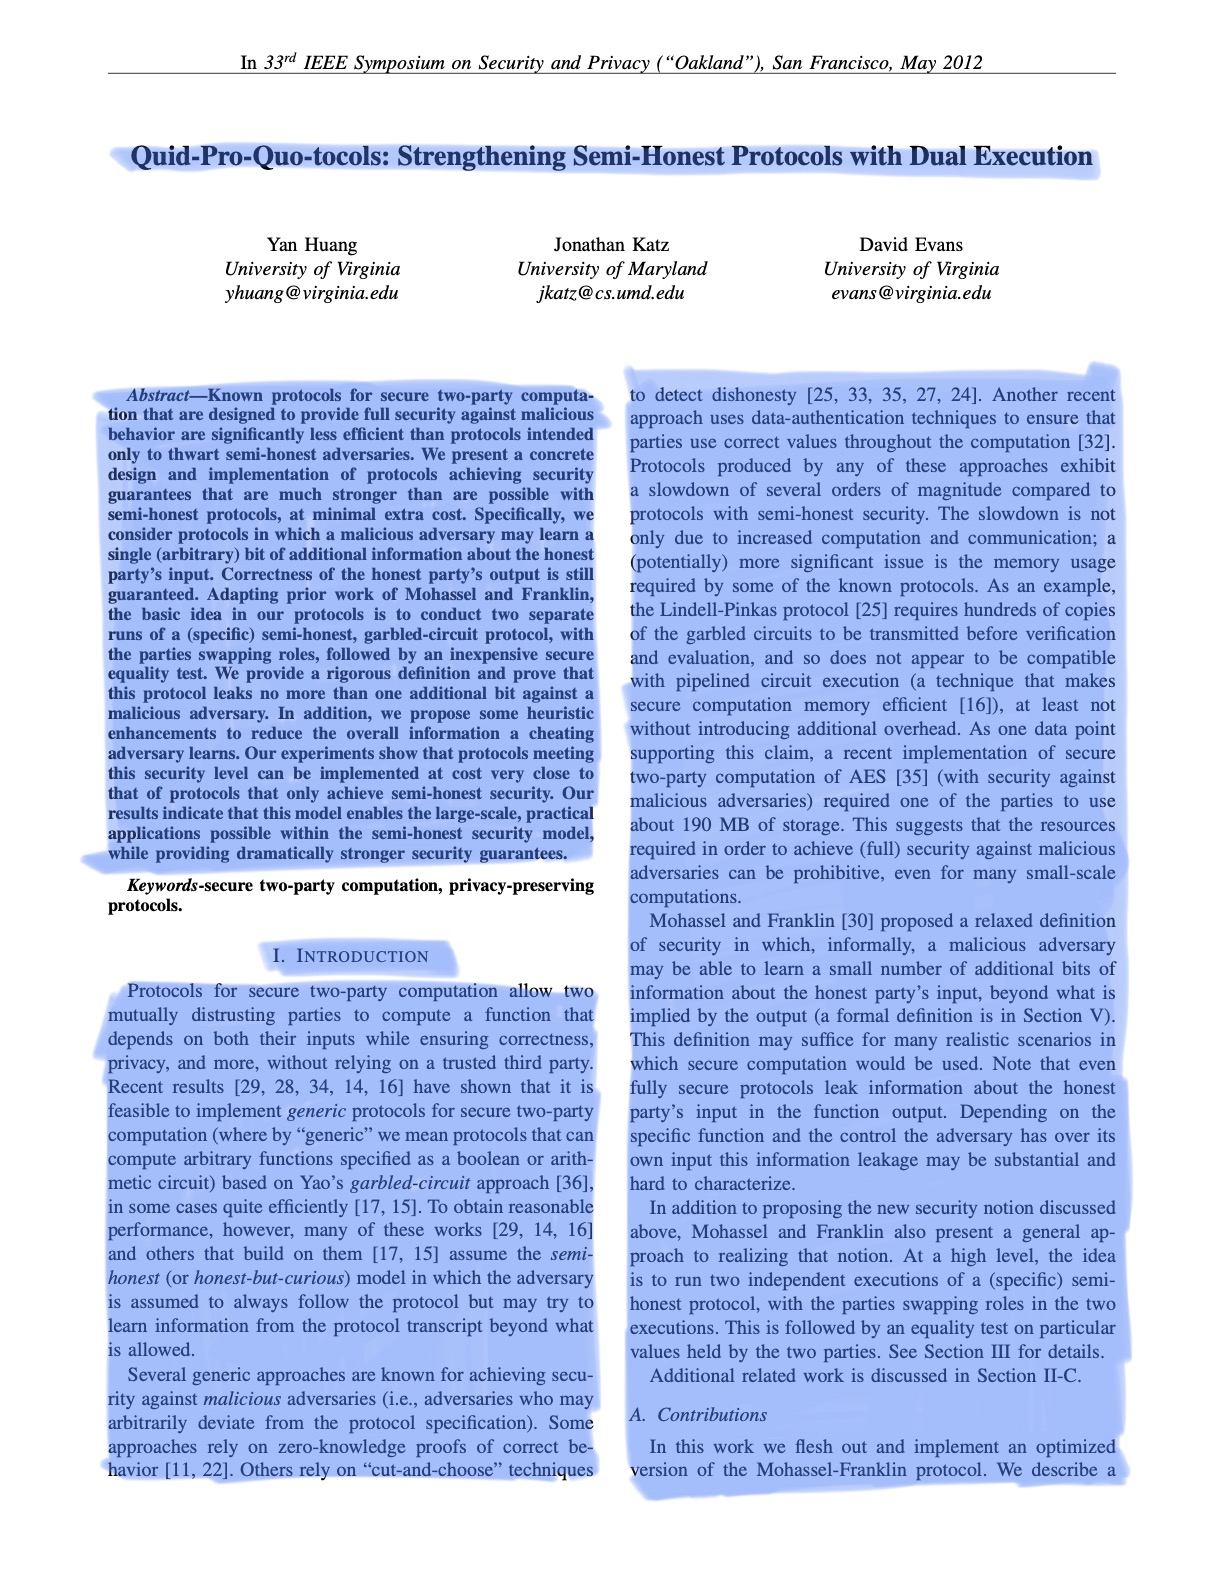 In 33rd IEEE Symposium on Security and Privacy (“Oakland”), San Francisco, May 2012
Quid-Pro-Quo-tocols: Strengthening Semi-Honest Protocols with Dual Execution
Yan Huang
University of Virginia
yhuang@virginia.edu
Jonathan Katz
University of Maryland
jkatz@cs.umd.edu
David Evans
University of Virginia
evans@virginia.edu
Abstract—Known protocols for secure two-party computa-
tion that are designed to provide full security against malicious
behavior are significantly less efficient than protocols intended
only to thwart semi-honest adversaries. We present a concrete
design and implementation of protocols achieving security
guarantees that are much stronger than are possible with
semi-honest protocols, at minimal extra cost. Specifically, we
consider protocols in which a malicious adversary may learn a
single (arbitrary) bit of additional information about the honest
party’s input. Correctness of the honest party’s output is still
guaranteed. Adapting prior work of Mohassel and Franklin,
the basic idea in our protocols is to conduct two separate
runs of a (specific) semi-honest, garbled-circuit protocol, with
the parties swapping roles, followed by an inexpensive secure
equality test. We provide a rigorous definition and prove that
this protocol leaks no more than one additional bit against a
malicious adversary. In addition, we propose some heuristic
enhancements to reduce the overall information a cheating
adversary learns. Our experiments show that protocols meeting
this security level can be implemented at cost very close to
that of protocols that only achieve semi-honest security. Our
results indicate that this model enables the large-scale, practical
applications possible within the semi-honest security model,
while providing dramatically stronger security guarantees.
Keywords-secure two-party computation, privacy-preserving
protocols.
I. INTRODUCTION
Protocols for secure two-party computation allow two
mutually distrusting parties to compute a function that
depends on both their inputs while ensuring correctness,
privacy, and more, without relying on a trusted third party.
Recent results [29, 28, 34, 14, 16] have shown that it is
feasible to implement generic protocols for secure two-party
computation (where by “generic” we mean protocols that can
compute arbitrary functions specified as a boolean or arith-
metic circuit) based on Yao’s garbled-circuit approach [36],
in some cases quite efficiently [17, 15]. To obtain reasonable
performance, however, many of these works [29, 14, 16]
and others that build on them [17, 15] assume the semi-
honest (or honest-but-curious) model in which the adversary
is assumed to always follow the protocol but may try to
learn information from the protocol transcript beyond what
is allowed.
Several generic approaches are known for achieving secu-
rity against malicious adversaries (i.e., adversaries who may
arbitrarily deviate from the protocol specification). Some
approaches rely on zero-knowledge proofs of correct be-
havior [11, 22]. Others rely on “cut-and-choose” techniques
to detect dishonesty [25, 33, 35, 27, 24]. Another recent
approach uses data-authentication techniques to ensure that
parties use correct values throughout the computation [32].
Protocols produced by any of these approaches exhibit
a slowdown of several orders of magnitude compared to
protocols with semi-honest security. The slowdown is not
only due to increased computation and communication; a
(potentially) more significant issue is the memory usage
required by some of the known protocols. As an example,
the Lindell-Pinkas protocol [25] requires hundreds of copies
of the garbled circuits to be transmitted before verification
and evaluation, and so does not appear to be compatible
with pipelined circuit execution (a technique that makes
secure computation memory efficient [16]), at least not
without introducing additional overhead. As one data point
supporting this claim, a recent implementation of secure
two-party computation of AES [35] (with security against
malicious adversaries) required one of the parties to use
about 190 MB of storage. This suggests that the resources
required in order to achieve (full) security against malicious
adversaries can be prohibitive, even for many small-scale
computations.
Mohassel and Franklin [30] proposed a relaxed definition
of security in which, informally, a malicious adversary
may be able to learn a small number of additional bits of
information about the honest party’s input, beyond what is
implied by the output (a formal definition is in Section V).
This definition may suffice for many realistic scenarios in
which secure computation would be used. Note that even
fully secure protocols leak information about the honest
party’s input in the function output. Depending on the
specific function and the control the adversary has over its
own input this information leakage may be substantial and
hard to characterize.
In addition to proposing the new security notion discussed
above, Mohassel and Franklin also present a general ap-
proach to realizing that notion. At a high level, the idea
is to run two independent executions of a (specific) semi-
honest protocol, with the parties swapping roles in the two
executions. This is followed by an equality test on particular
values held by the two parties. See Section III for details.
Additional related work is discussed in Section II-C.
A. Contributions
In this work we flesh out and implement an optimized
version of the Mohassel-Franklin protocol. We describe a